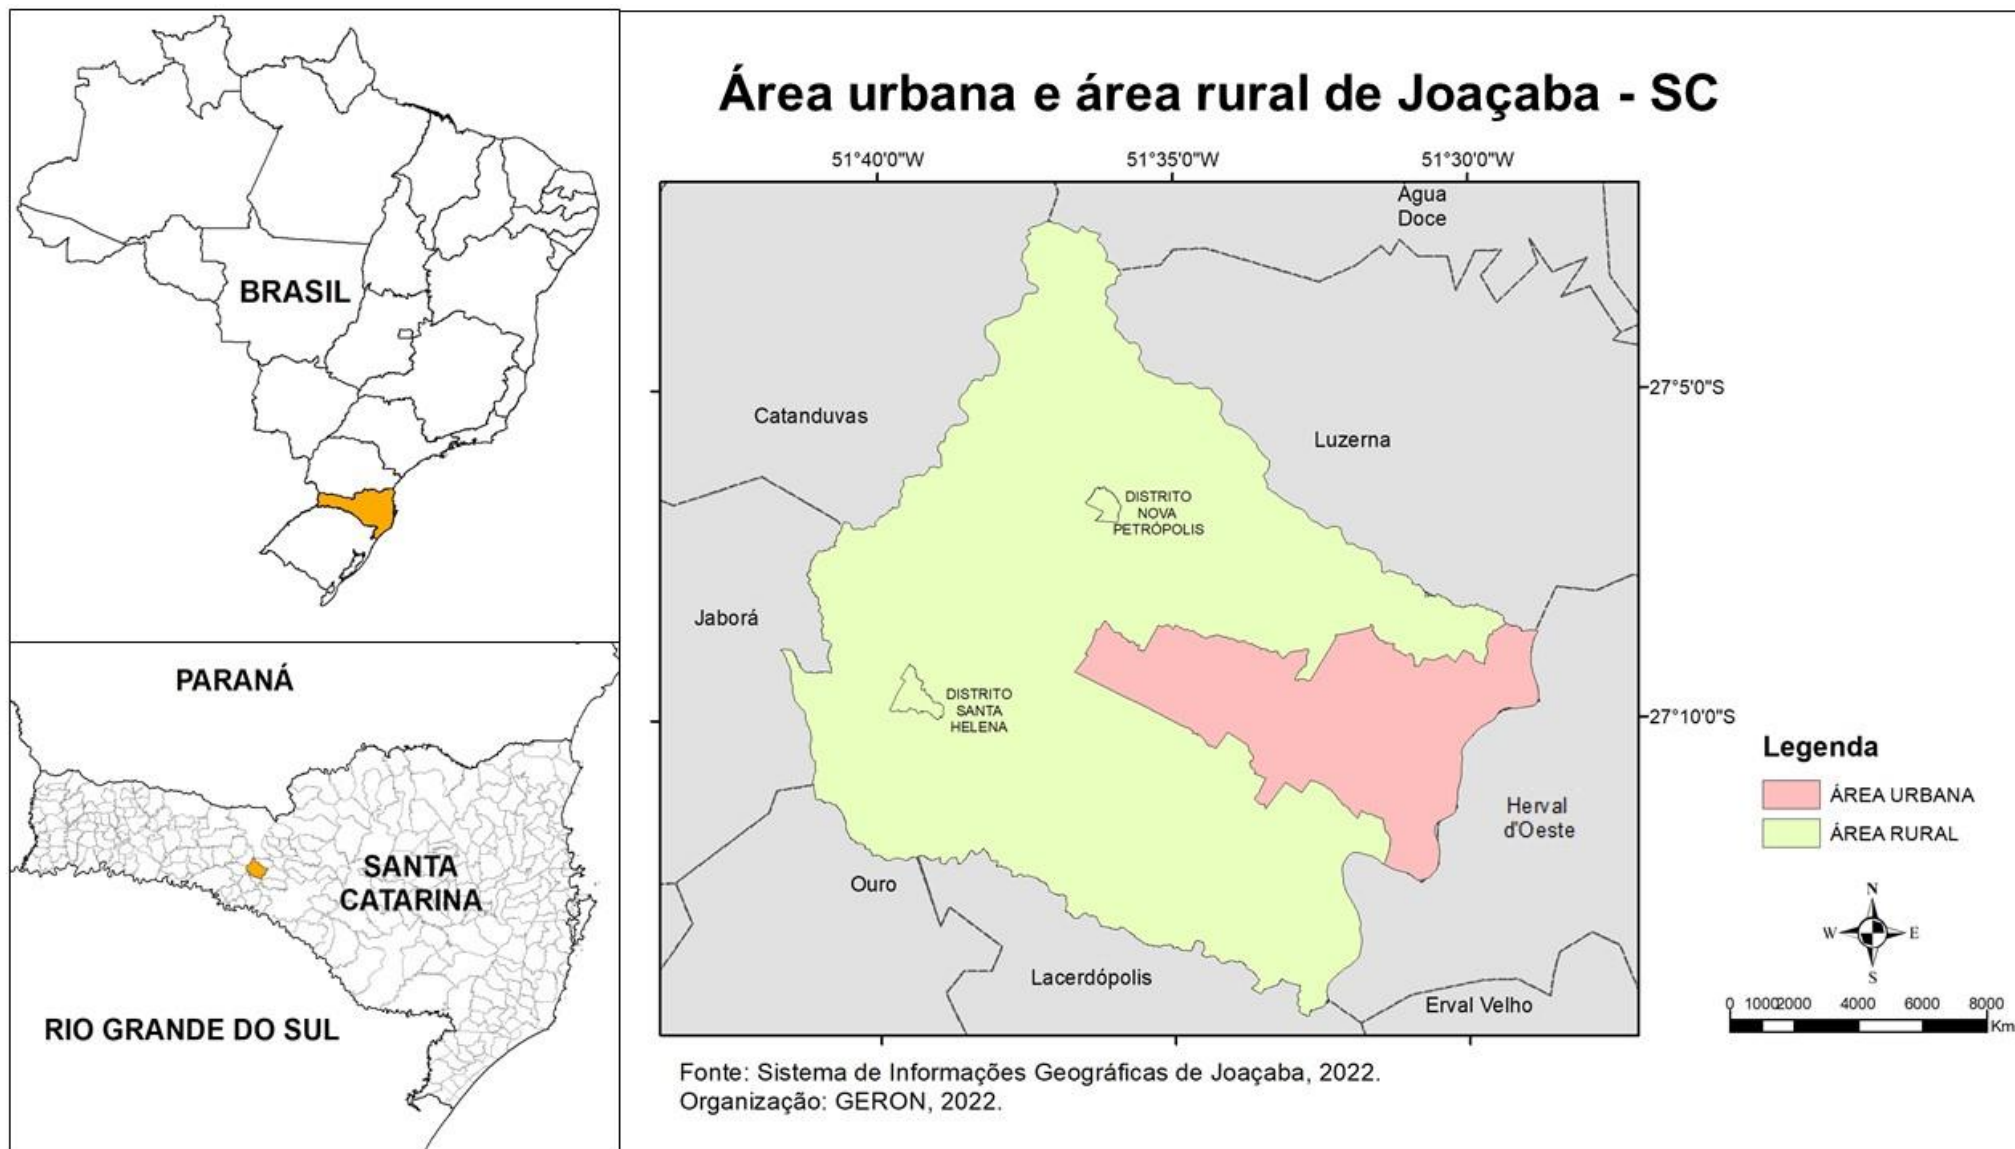 Área urbana e área rural de Joaçaba - SC
51°40'0"W
51°35'0"W
51°30'0"W
BRASIL
Água
Doce
Catanduvas
Luzerna
27°5'0"S
DISTRITO
NOVA
PETRÓPOLIS
Jaborá
DISTRITO
SANTA
HELENA
27°10'0"S
Herval
d'Oeste
Ouro
Lacerdópolis
Erval Velho
PARANÁ
SANTA
CATARINA
RIO GRANDE DO SUL
Legenda
ÁREA URBANA
ÁREA RURAL
N
W
E
S
0 1000 2000 4000 6000 8000
Km
Fonte: Sistema de Informações Geográficas de Joaçaba, 2022.
Organização: GERON, 2022.